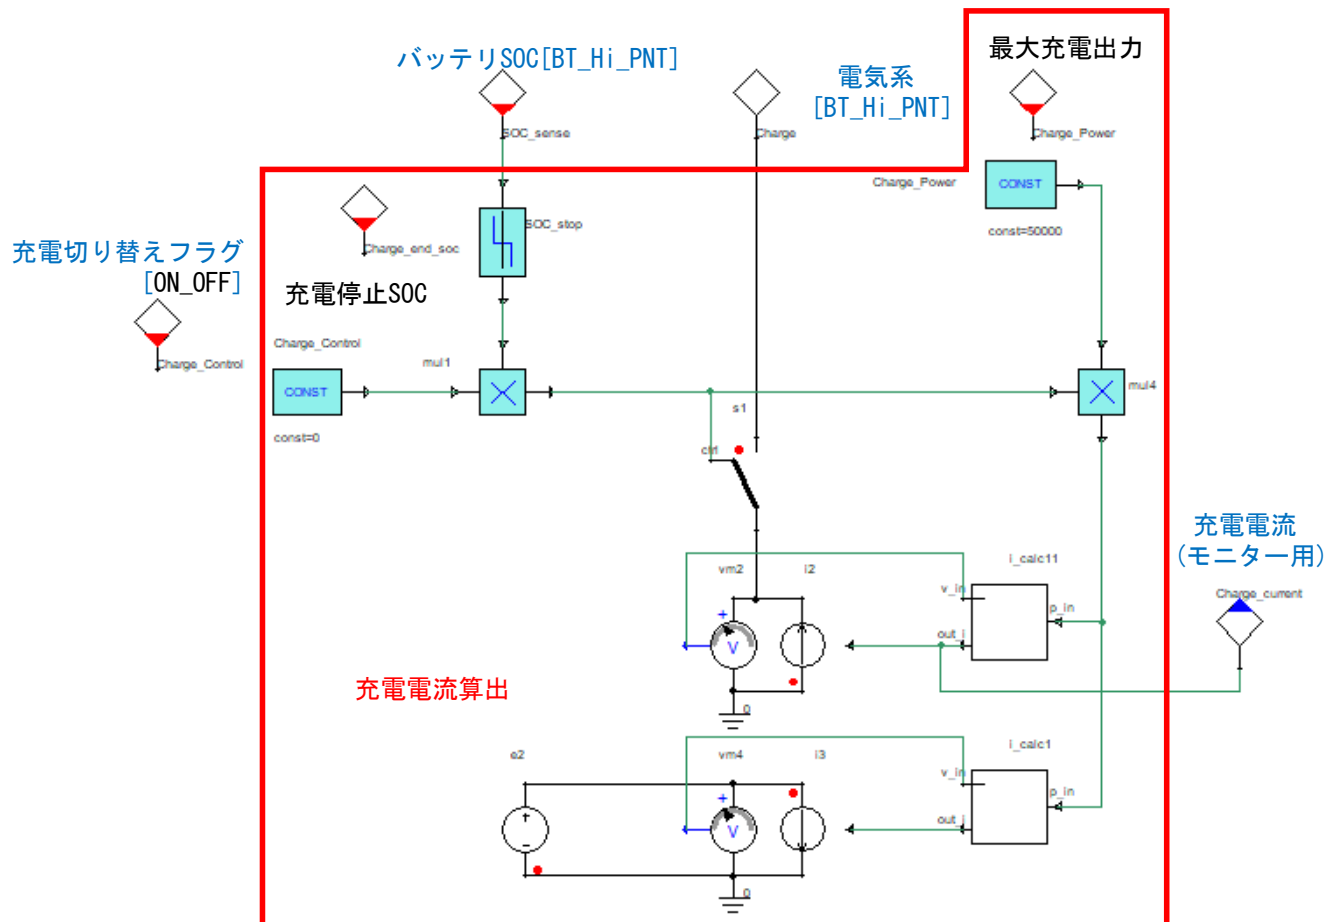 最大充電出力
バッテリSOC[BT_Hi_PNT]
電気系
[BT_Hi_PNT]
SOC_sense
Charge
Charge_Power
Charge_Power
CONST
const=50000
充電切り替えフラグ
[ON_OFF]
Charge_end_soc
SOC_stop
充電停止SOC
Charge_Control
Charge_Control
CONST
const=0
mul1
mul4
s1
ctrl
充電電流
(モニター用)
Charge_current
vm2
i2
i_calc11
v_in
p_in
out_i
+
V
0
充電電流算出
e2
vm4
i3
i_calc1
v_in
p_in
out_i
+
-
+
V
0